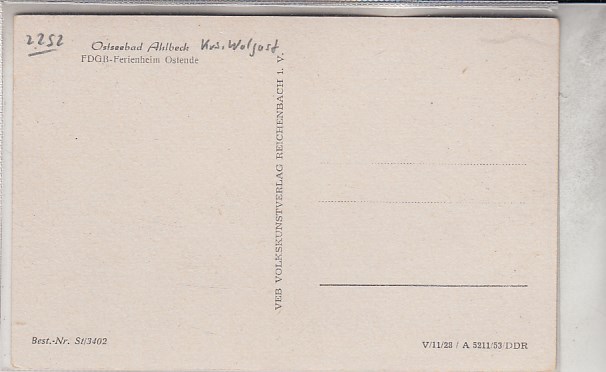 2252
Ostseebad Ahlbeck Krs. Wolgast
FDGB-Ferienheim Ostende
VEB VOLKSKUNSTVERLAG REICHENBACH I. V.
Best.-Nr. St/3402
V/11/28 / A 5211/53/DDR